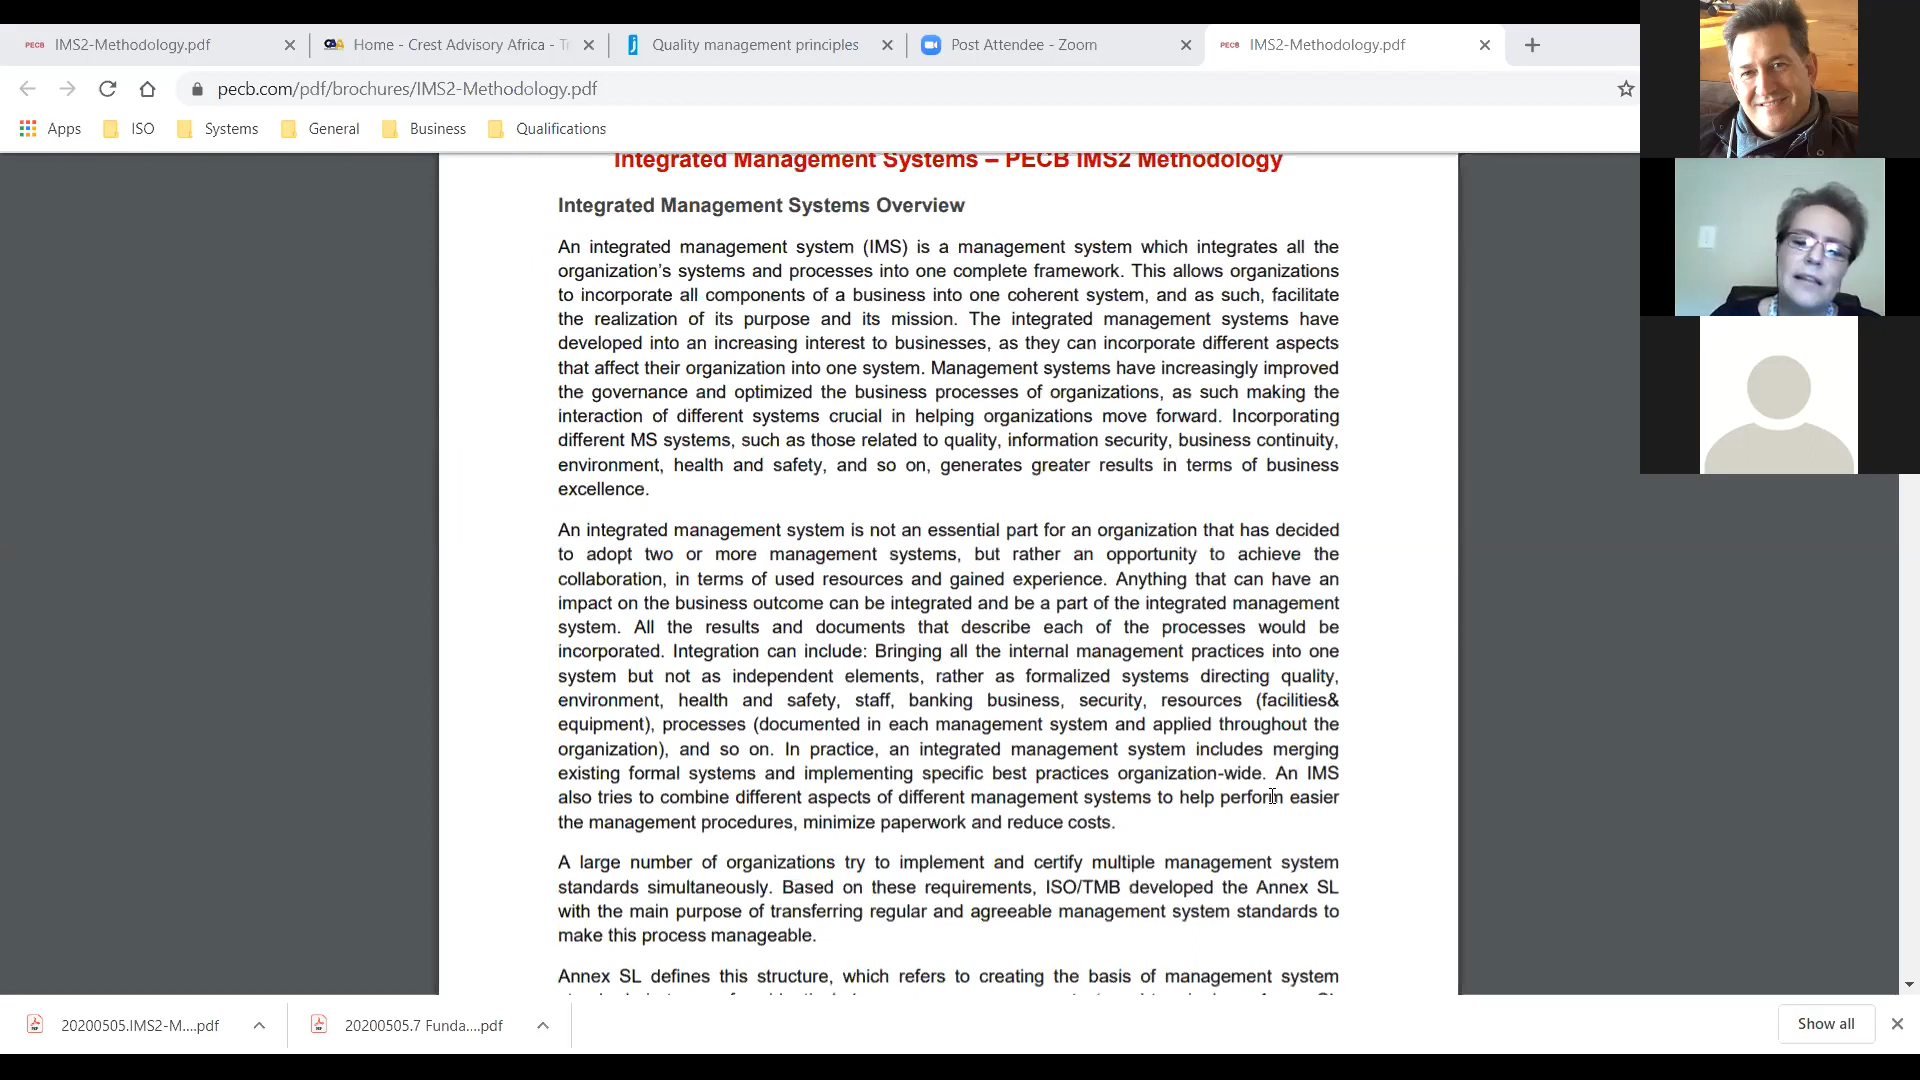 PECB IMS2-Methodology.pdf
Home - Crest Advisory Africa - Tr
Quality management principles
Post Attendee - Zoom
PECB IMS2-Methodology.pdf
pecb.com/pdf/brochures/IMS2-Methodology.pdf
Apps ISO Systems General Business Qualifications
Integrated Management Systems – PECB IMS2 Methodology
Integrated Management Systems Overview
An integrated management system (IMS) is a management system which integrates all the
organization's systems and processes into one complete framework. This allows organizations
to incorporate all components of a business into one coherent system, and as such, facilitate
the realization of its purpose and its mission. The integrated management systems have
developed into an increasing interest to businesses, as they can incorporate different aspects
that affect their organization into one system. Management systems have increasingly improved
the governance and optimized the business processes of organizations, as such making the
interaction of different systems crucial in helping organizations move forward. Incorporating
different MS systems, such as those related to quality, information security, business continuity,
environment, health and safety, and so on, generates greater results in terms of business
excellence.
An integrated management system is not an essential part for an organization that has decided
to adopt two or more management systems, but rather an opportunity to achieve the
collaboration, in terms of used resources and gained experience. Anything that can have an
impact on the business outcome can be integrated and be a part of the integrated management
system. All the results and documents that describe each of the processes would be
incorporated. Integration can include: Bringing all the internal management practices into one
system but not as independent elements, rather as formalized systems directing quality,
environment, health and safety, staff, banking business, security, resources (facilities&
equipment), processes (documented in each management system and applied throughout the
organization), and so on. In practice, an integrated management system includes merging
existing formal systems and implementing specific best practices organization-wide. An IMS
also tries to combine different aspects of different management systems to help perform easier
the management procedures, minimize paperwork and reduce costs.
A large number of organizations try to implement and certify multiple management system
standards simultaneously. Based on these requirements, ISO/TMB developed the Annex SL
with the main purpose of transferring regular and agreeable management system standards to
make this process manageable.
Annex SL defines this structure, which refers to creating the basis of management system
20200505.IMS2-M....pdf
20200505.7 Funda....pdf
Show all